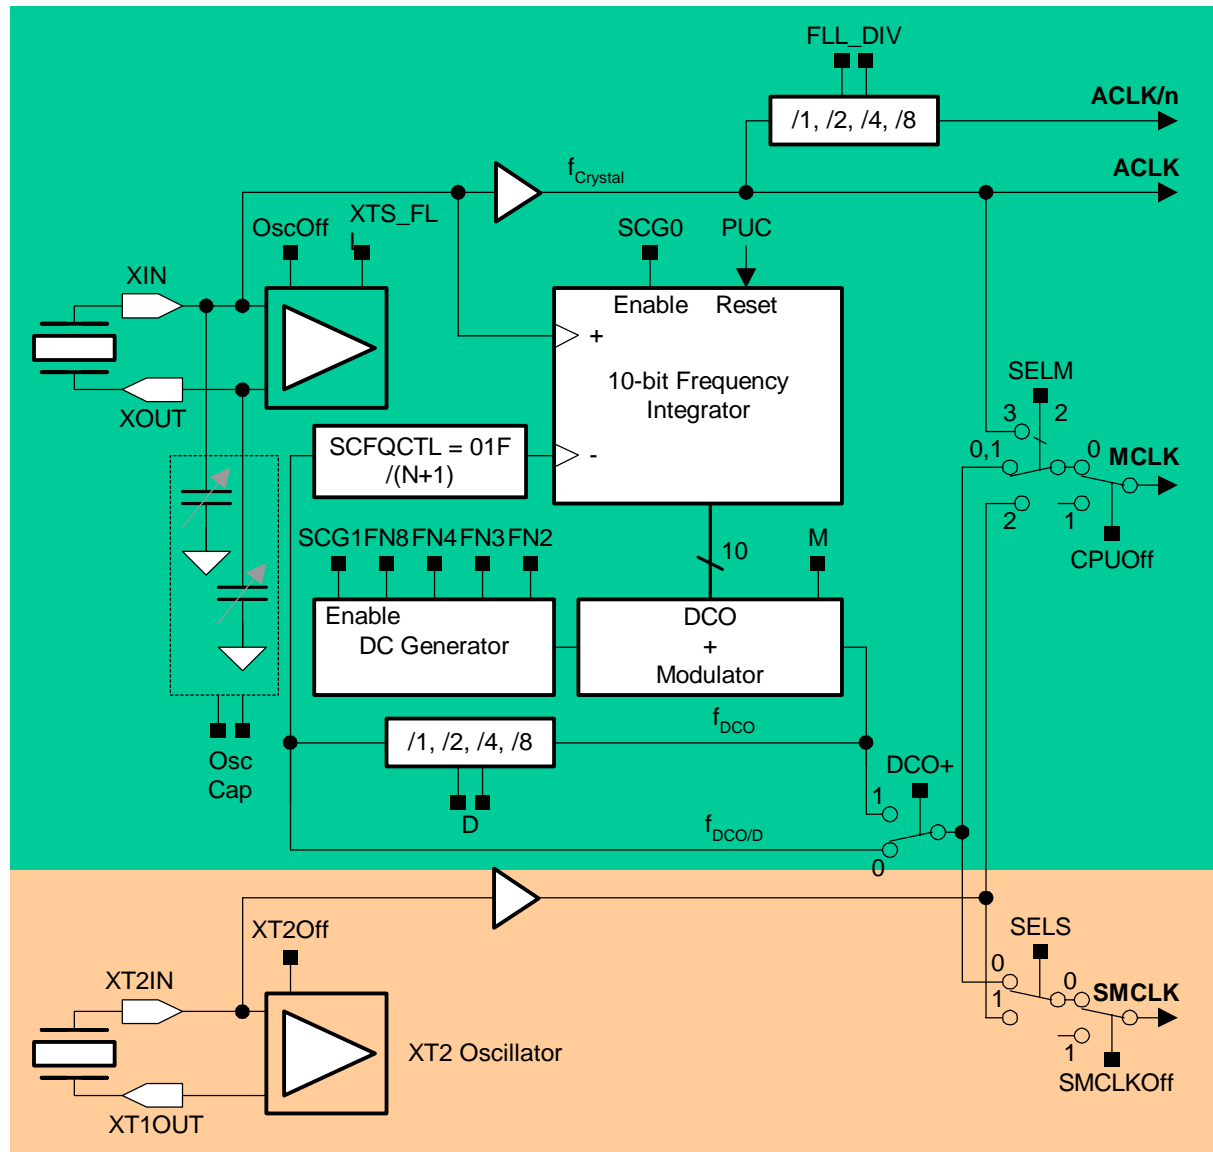 FLL_DIV
ACLK/n
/1, /2, /4, /8
ACLK
fCrystal
XTS_FL
L
OscOff
SCG0
PUC
XIN
Enable
Reset
+
10-bit Frequency
Integrator
XOUT
SELM
3
2
SCFQCTL = 01F
/(N+1)
-
0,1
0
MCLK
2
1
CPUOff
SCG1
FN8
FN4
FN3
FN2
10
M
Enable
DC Generator
DCO
+
Modulator
fDCO
/1, /2, /4, /8
Osc
Cap
D
DCO+
1
fDCO/D
0
XT2Off
SELS
XT2IN
0
0
1
SMCLK
XT2 Oscillator
1
SMCLKOff
XT1OUT